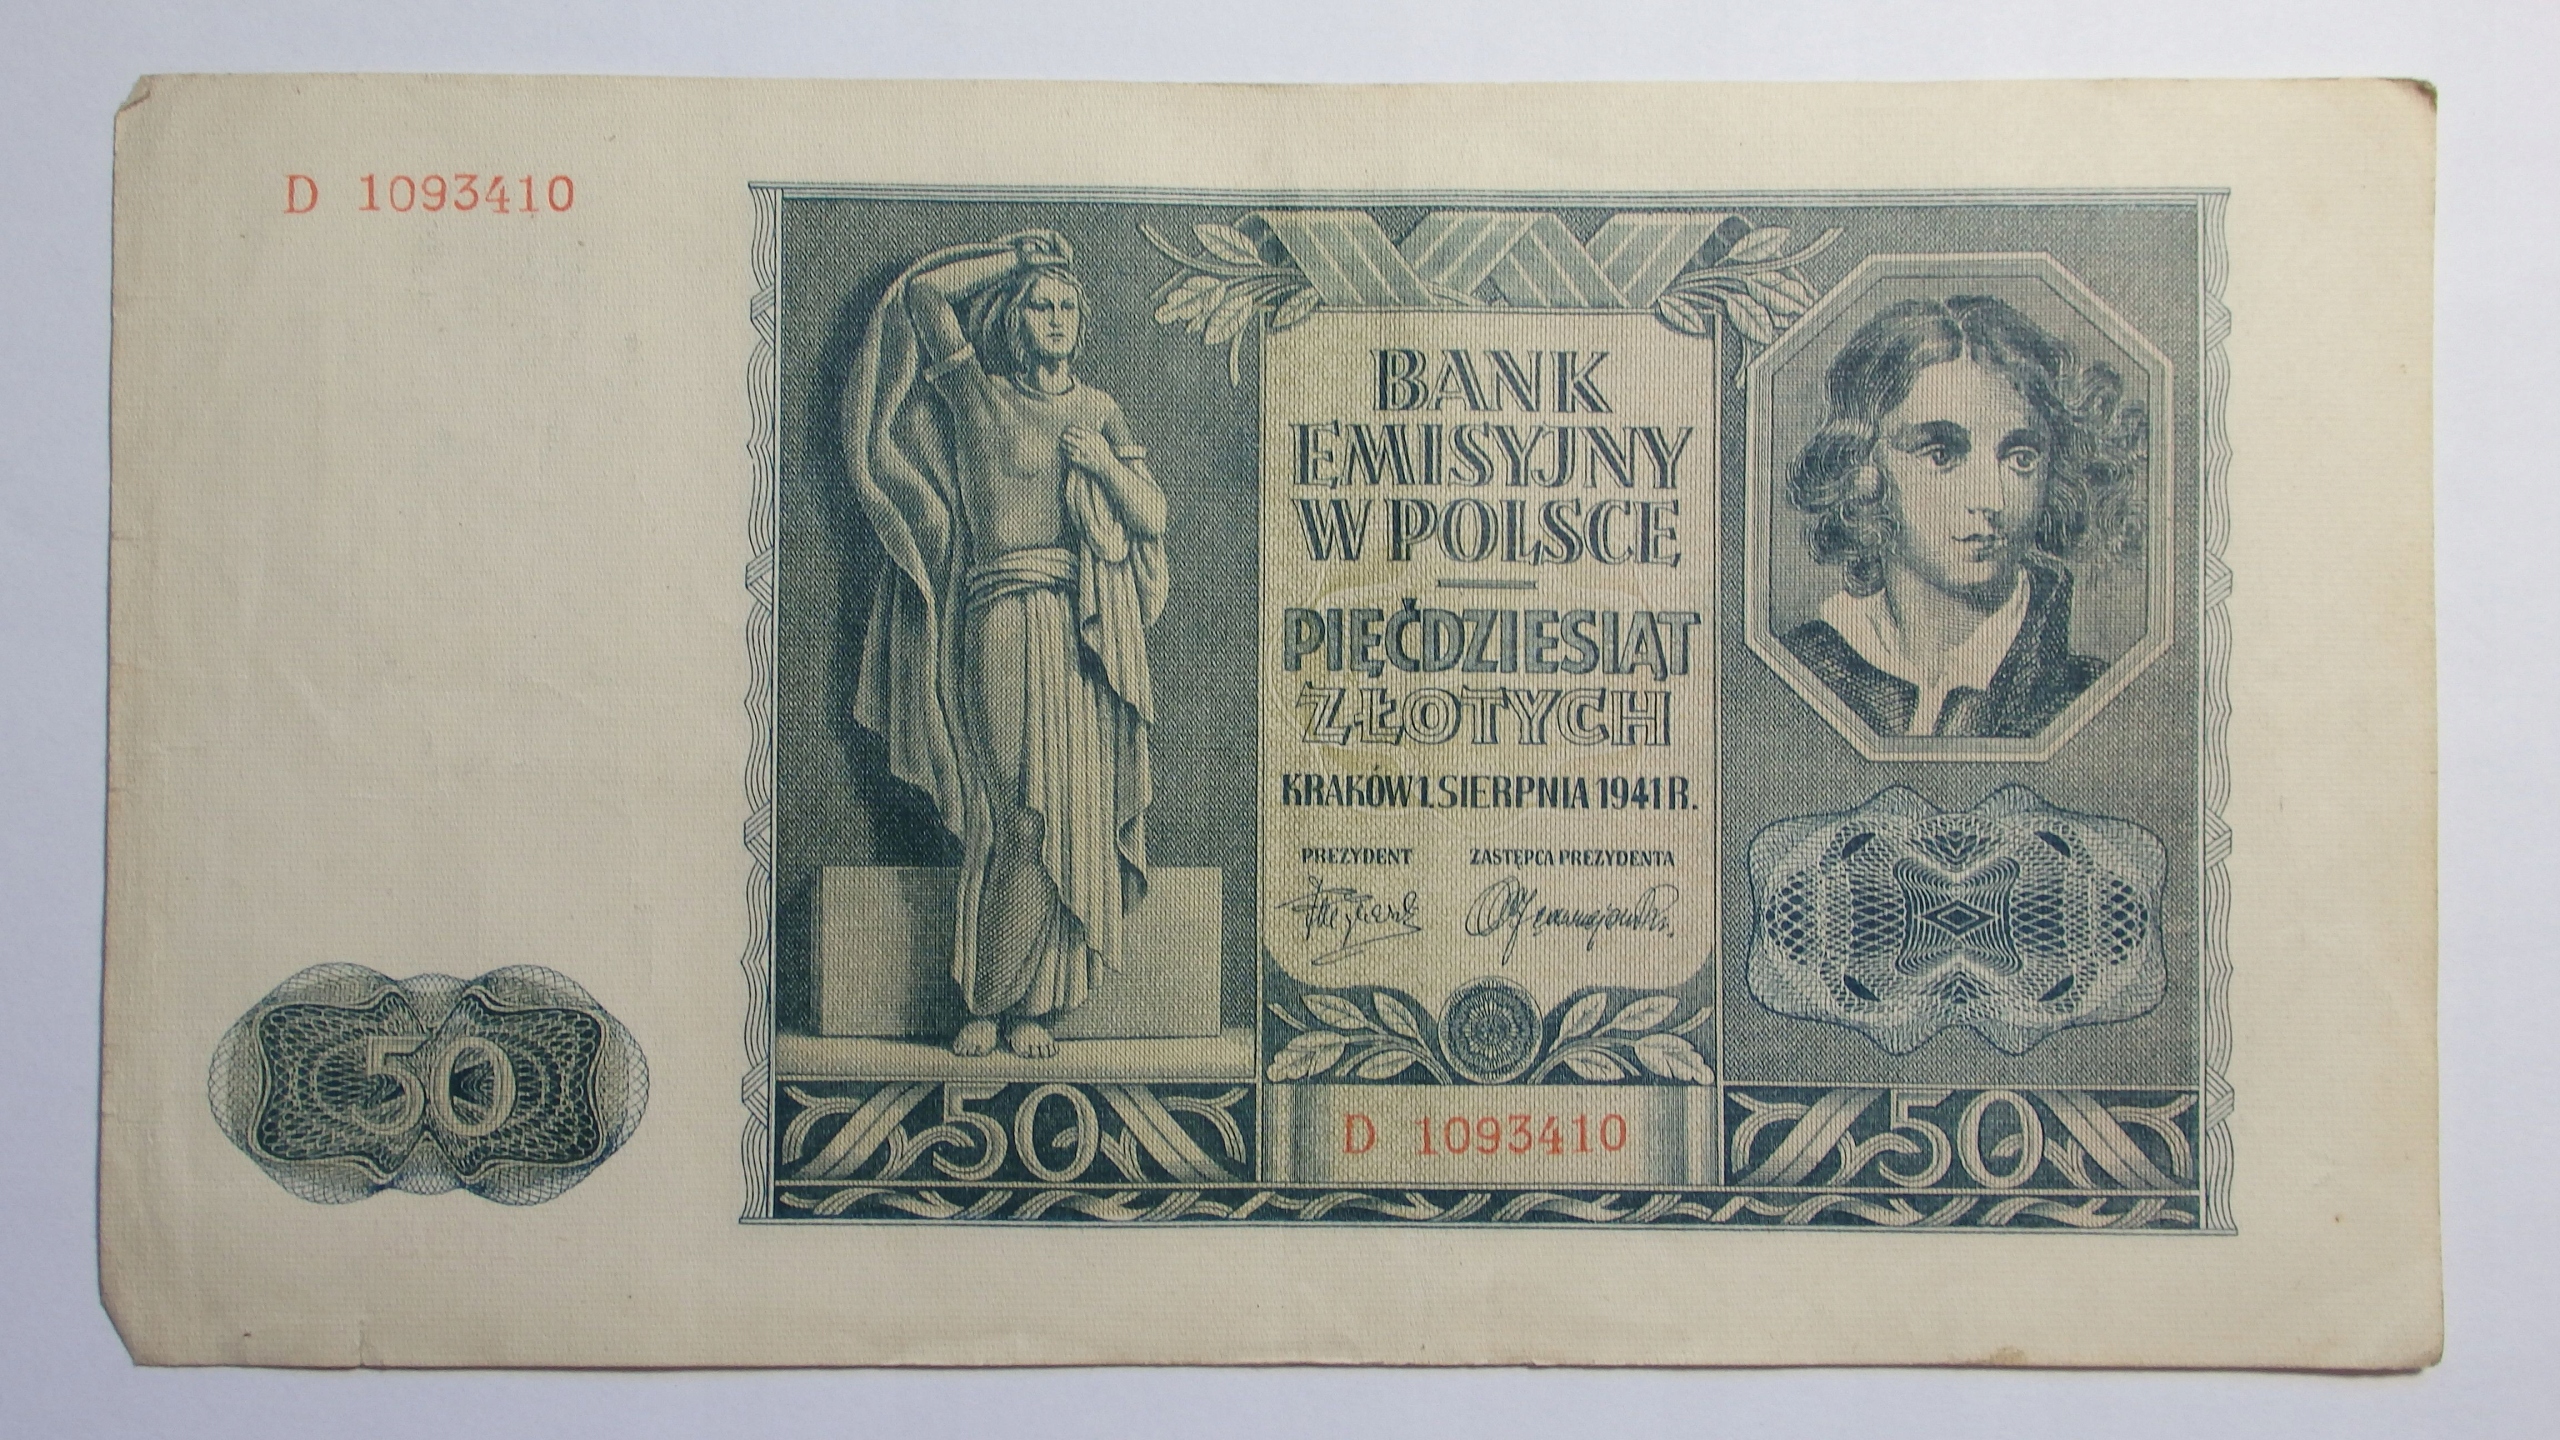 D 1093410
BANK
EMISYJNY
W POLSCE
PIĘĆDZIESIĄT
ZŁOTYCH
KRAKÓW 1. SIERPNIA 1941 R.
PREZYDENT ZASTĘPCA PREZYDENTA
50
50 D 1093410 50